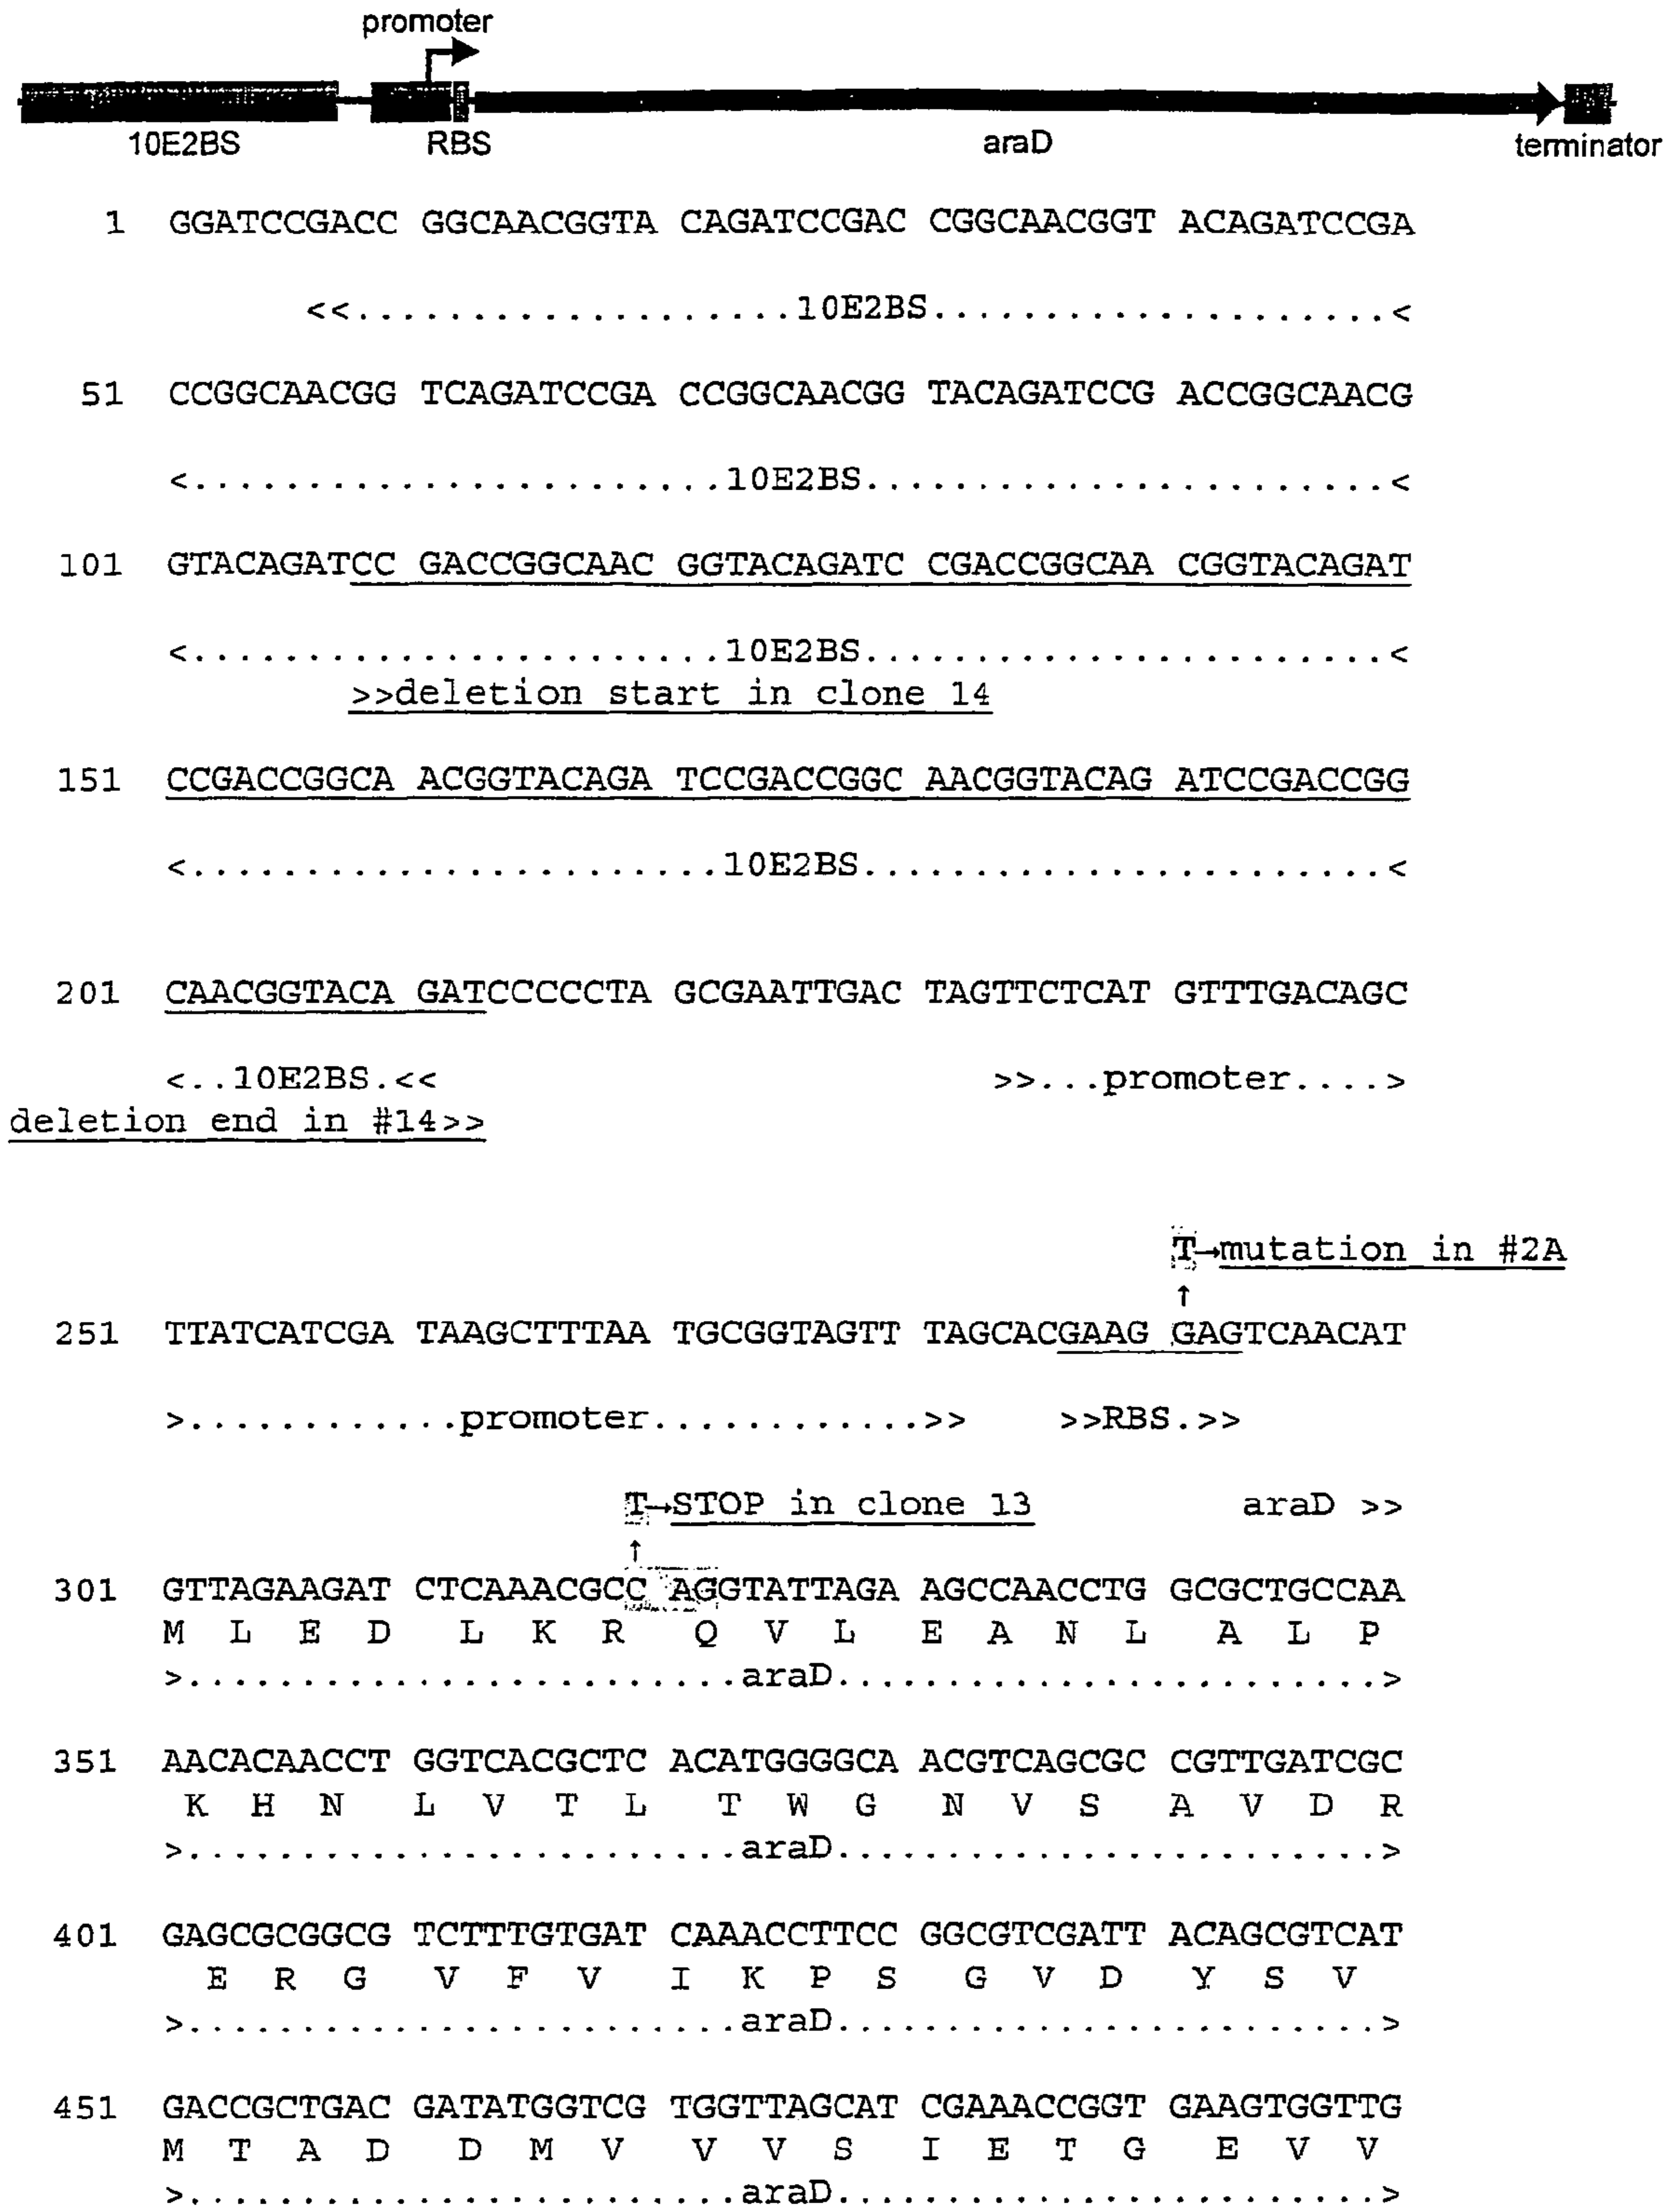 promoter
10E2BS RBS araD terminator
1 GGATCCGACC GGCAACGGTA CAGATCCGAC CGGCAACGGT ACAGATCCGA
<<...................10E2BS....................<
51 CCGGCAACGG TCAGATCCGA CCGGCAACGG TACAGATCCG ACCGGCAACG
<.......................10E2BS.......................<
101 GTACAGATCC GACCGGCAAC GGTACAGATC CGACCGGCAA CGGTACAGAT
<.......................10E2BS.......................<
>>deletion start in clone 14
151 CCGACCGGCA ACGGTACAGA TCCGACCGGC AACGGTACAG ATCCGACCGG
<.......................10E2BS.......................<
201 CAACGGTACA GATCCCCCTA GCGAATTGAC TAGTTCTCAT GTTTGACAGC
<..10E2BS.<< >>...promoter....>
deletion end in #14>>
T→mutation in #2A
↑
251 TTATCATCGA TAAGCTTTAA TGCGGTAGTT TAGCACGAAG GAGTCAACAT
>............promoter............>> >>RBS.>>
T→STOP in clone 13 araD >>
↑
301 GTTAGAAGAT CTCAAACGCC AGGTATTAGA AGCCAACCTG GCGCTGCCAA
M L E D L K R Q V L E A N L A L P
>........................araD........................>
351 AACACAACCT GGTCACGCTC ACATGGGGCA ACGTCAGCGC CGTTGATCGC
K H N L V T L T W G N V S A V D R
>........................araD........................>
401 GAGCGCGGCG TCTTTGTGAT CAAACCTTCC GGCGTCGATT ACAGCGTCAT
E R G V F V I K P S G V D Y S V
>........................araD........................>
451 GACCGCTGAC GATATGGTCG TGGTTAGCAT CGAAACCGGT GAAGTGGTTG
M T A D D M V V V S I E T G E V V
>........................araD........................>